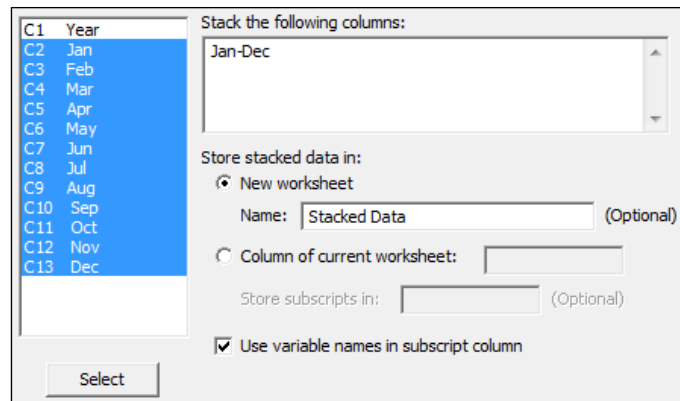 C1 Year
C2 Jan
C3 Feb
C4 Mar
C5 Apr
C6 May
C7 Jun
C8 Jul
C9 Aug
C10 Sep
C11 Oct
C12 Nov
C13 Dec
Select
Stack the following columns:
Jan-Dec
Store stacked data in:
New worksheet
Name: Stacked Data (Optional)
Column of current worksheet:
Store subscripts in: (Optional)
Use variable names in subscript column